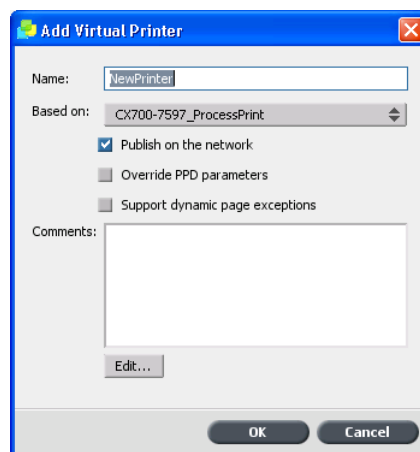 Add Virtual Printer
Name: NewPrinter
Based on: CX700-7597_ProcessPrint
Publish on the network
Override PPD parameters
Support dynamic page exceptions
Comments:
Edit...
OK Cancel